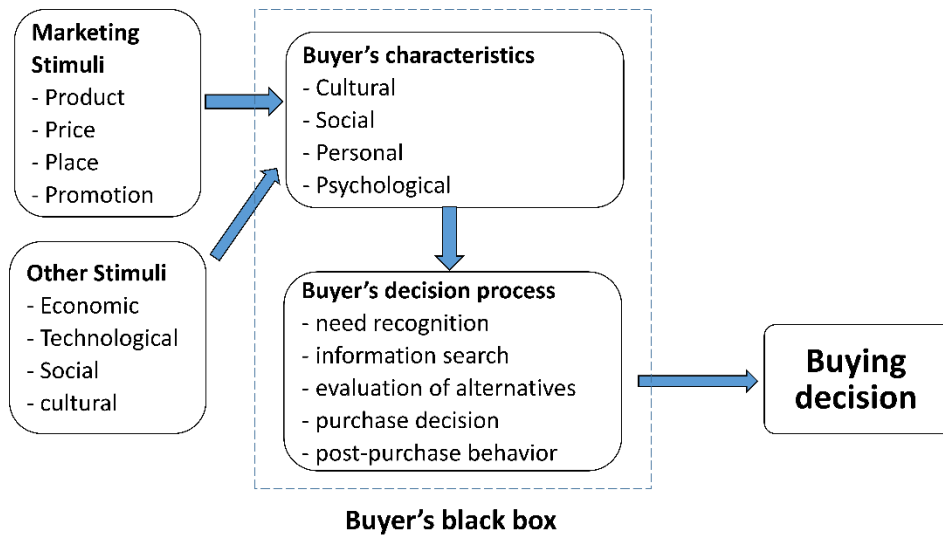 Marketing
Stimuli
- Product
- Price
- Place
- Promotion
Other Stimuli
- Economic
- Technological
- Social
- cultural
Buyer’s characteristics
- Cultural
- Social
- Personal
- Psychological
Buyer’s decision process
- need recognition
- information search
- evaluation of alternatives
- purchase decision
- post-purchase behavior
Buying
decision
Buyer’s black box